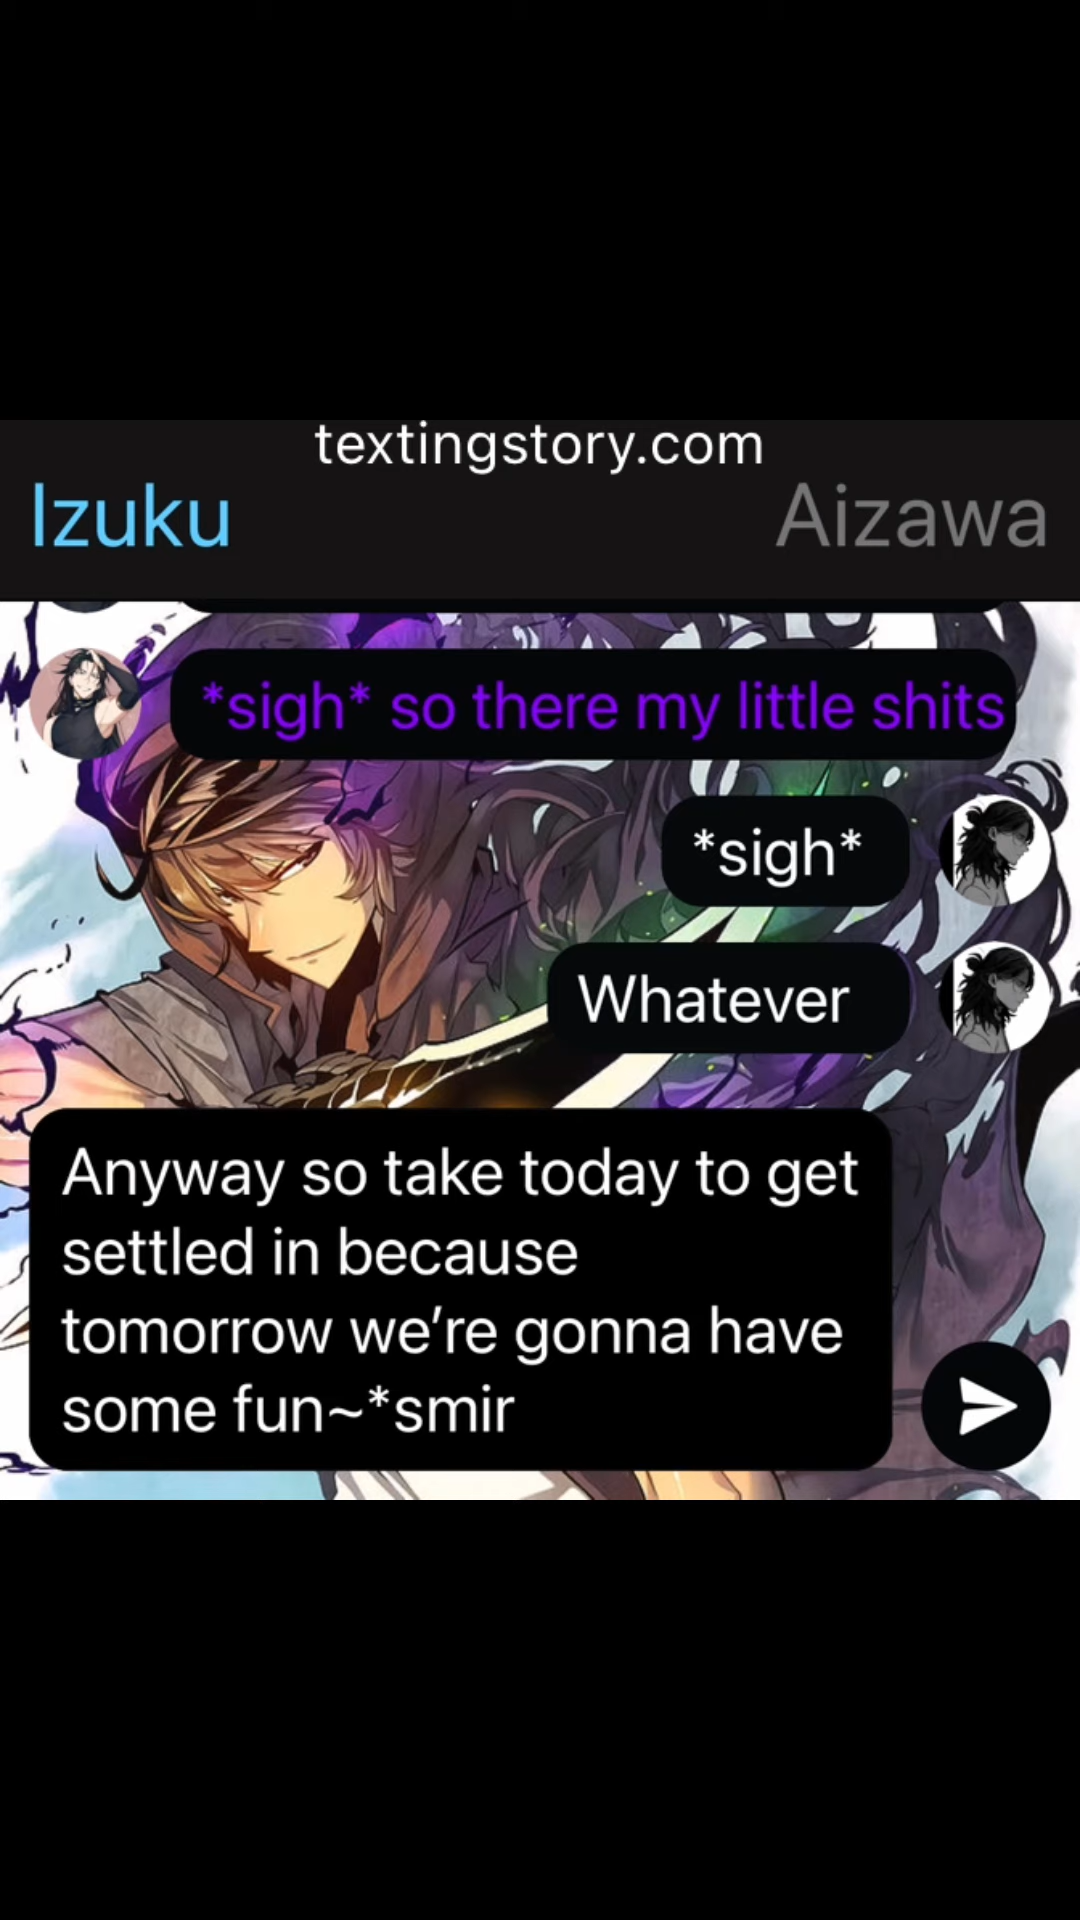 textingstory.com
Izuku
Aizawa
*sigh* so there my little shits
*sigh*
Whatever
Anyway so take today to get
settled in because
tomorrow we’re gonna have
some fun~*smir